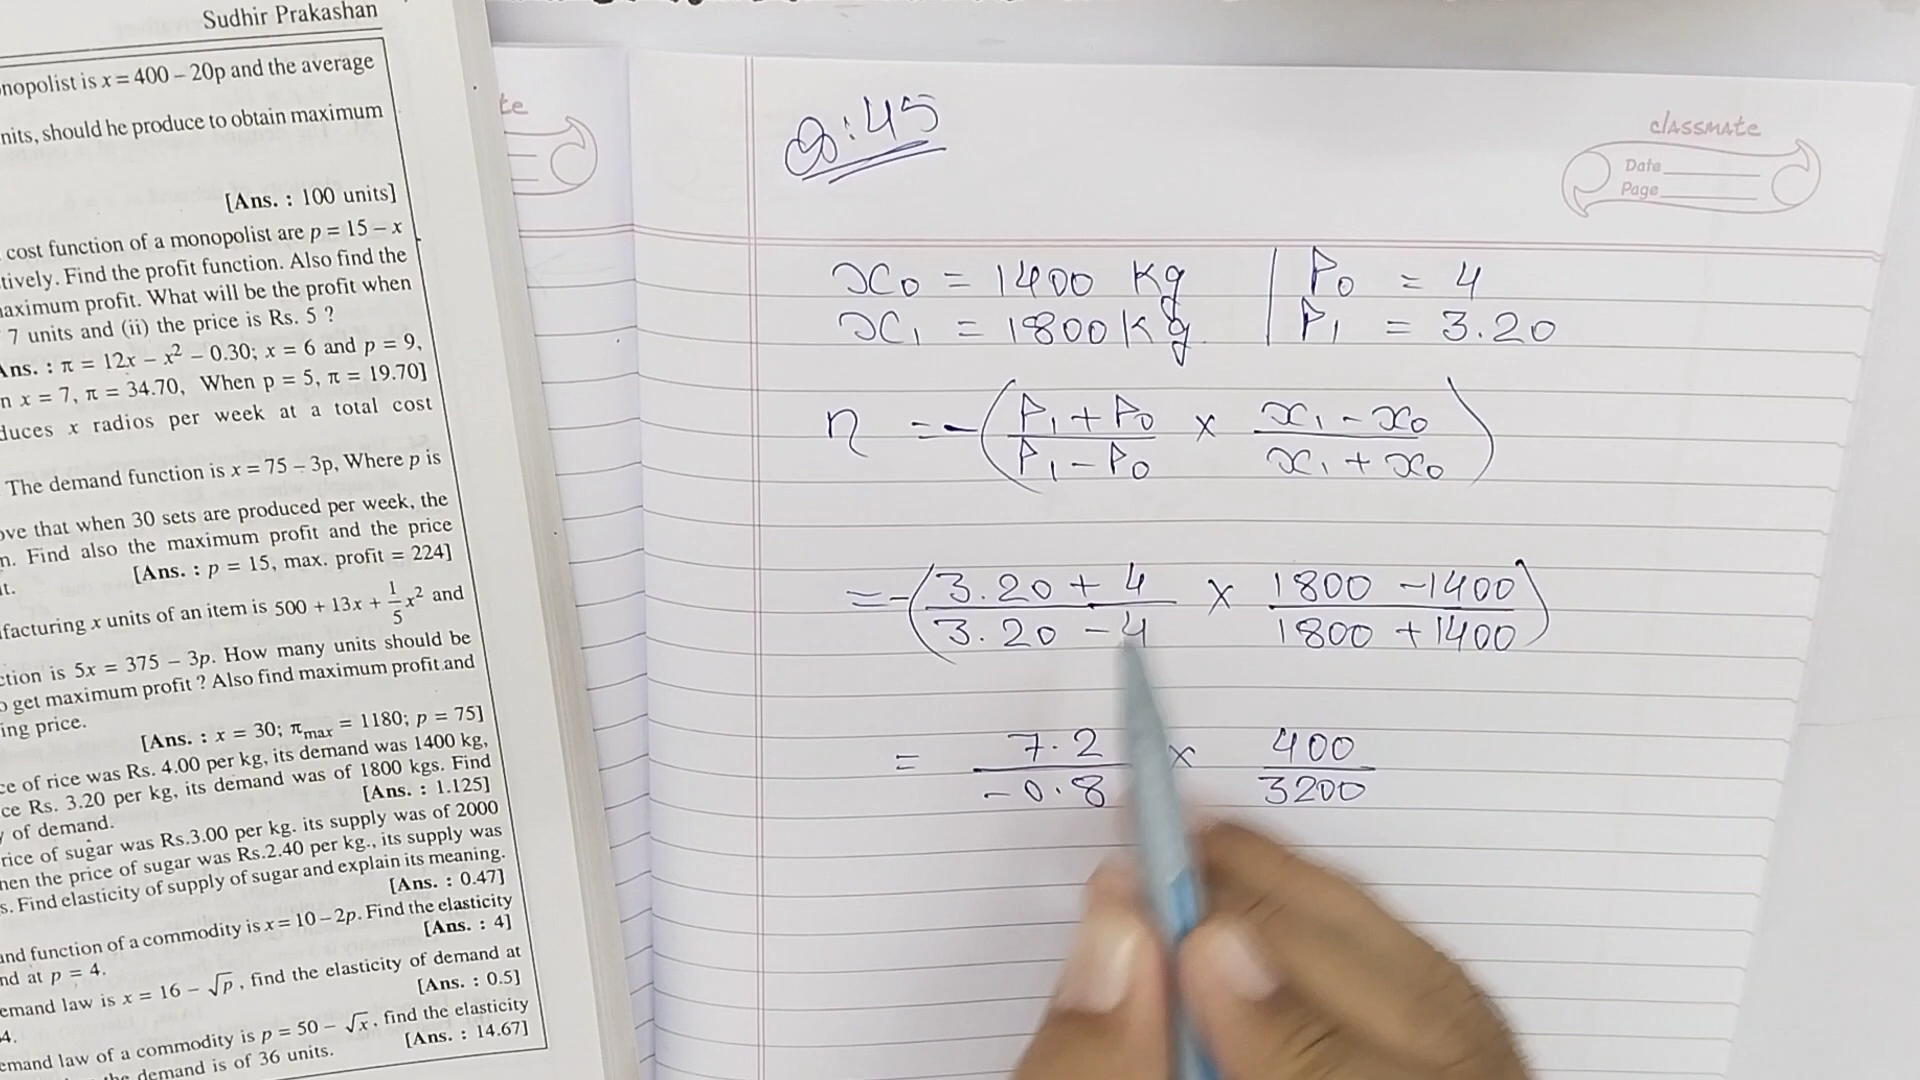 Sudhir Prakashan
nopolist is x = 400 – 20p and the average
nits, should he produce to obtain maximum
[Ans. : 100 units]
cost function of a monopolist are p = 15 – x
tively. Find the profit function. Also find the
maximum profit. What will be the profit when
7 units and (ii) the price is Rs. 5 ?
Ans. : π = 12x – x² – 0.30; x = 6 and p = 9,
n x = 7, π = 34.70, When p = 5, π = 19.70]
duces x radios per week at a total cost
The demand function is x = 75 – 3p, Where p is
ove that when 30 sets are produced per week, the
n. Find also the maximum profit and the price
it. [Ans. : p = 15, max. profit = 224]
facturing x units of an item is 500 + 13x + 1/5 x² and
ction is 5x = 375 – 3p. How many units should be
o get maximum profit ? Also find maximum profit and
ing price.
[Ans. : x = 30; πmax = 1180; p = 75]
ce of rice was Rs. 4.00 per kg, its demand was 1400 kg,
ce Rs. 3.20 per kg, its demand was of 1800 kgs. Find
y of demand. [Ans. : 1.125]
rice of sugar was Rs.3.00 per kg. its supply was of 2000
hen the price of sugar was Rs.2.40 per kg., its supply was
s. Find elasticity of supply of sugar and explain its meaning.
[Ans. : 0.47]
and function of a commodity is x = 10 – 2p. Find the elasticity
nd at p = 4. [Ans. : 4]
emand law is x = 16 – √p, find the elasticity of demand at
4. [Ans. : 0.5]
emand law of a commodity is p = 50 – √x, find the elasticity
demand is of 36 units. [Ans. : 14.67]
te
Q:45
classmate
Date
Page
x₀ = 1400 kg | P₀ = 4
x₁ = 1800 kg | P₁ = 3.20
η = –( (P₁ + P₀)/(P₁ – P₀) × (x₁ – x₀)/(x₁ + x₀) )
= –( (3.20 + 4)/(3.20 – 4) × (1800 – 1400)/(1800 + 1400) )
= 7.2/–0.8 × 400/3200